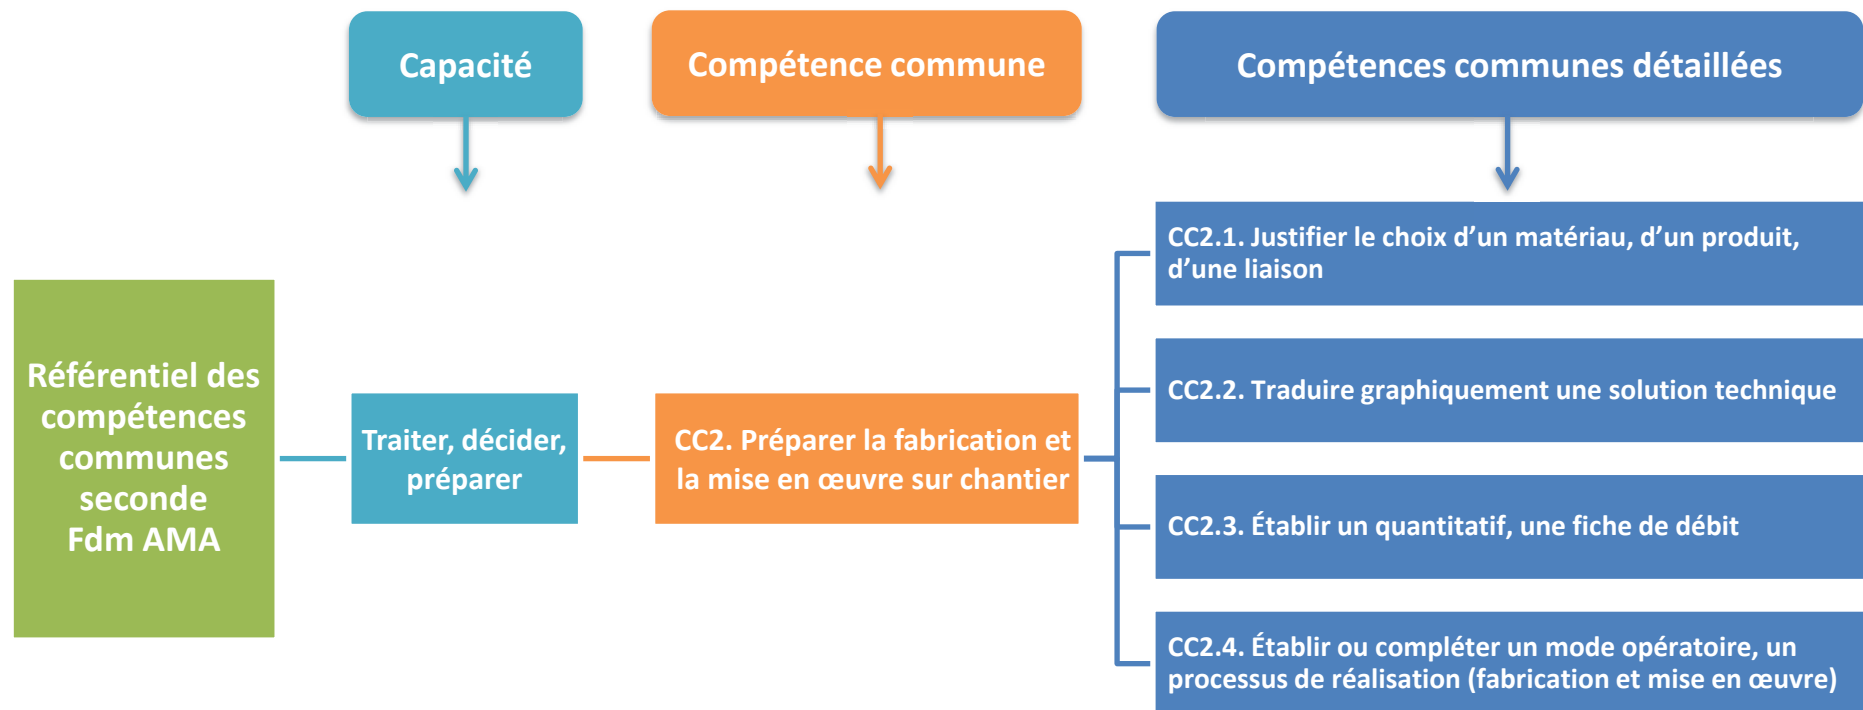 Capacité
Compétence commune
Compétences communes détaillées
Référentiel des
compétences
communes
seconde
Fdm AMA
Traiter, décider,
préparer
CC2. Préparer la fabrication et
la mise en œuvre sur chantier
CC2.1. Justifier le choix d’un matériau, d’un produit,
d’une liaison
CC2.2. Traduire graphiquement une solution technique
CC2.3. Établir un quantitatif, une fiche de débit
CC2.4. Établir ou compléter un mode opératoire, un
processus de réalisation (fabrication et mise en œuvre)